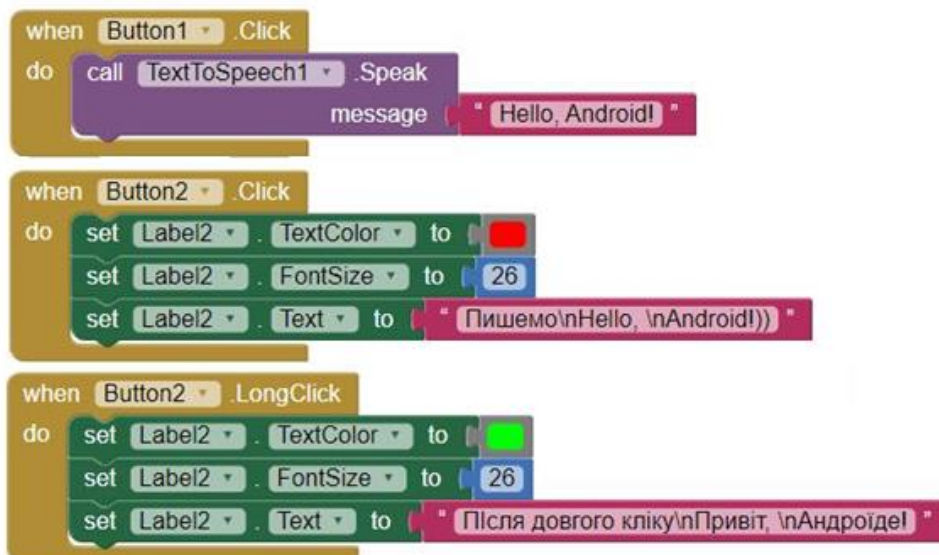 when Button1 .Click
do call TextToSpeech1 .Speak
message " Hello, Android! "
when Button2 .Click
do set Label2 . TextColor to
set Label2 . FontSize to 26
set Label2 . Text to " Пишемо\nHello, \nAndroid!)) "
when Button2 .LongClick
do set Label2 . TextColor to
set Label2 . FontSize to 26
set Label2 . Text to " ПІсля довгого кліку\nПривіт, \nАндроїде! "